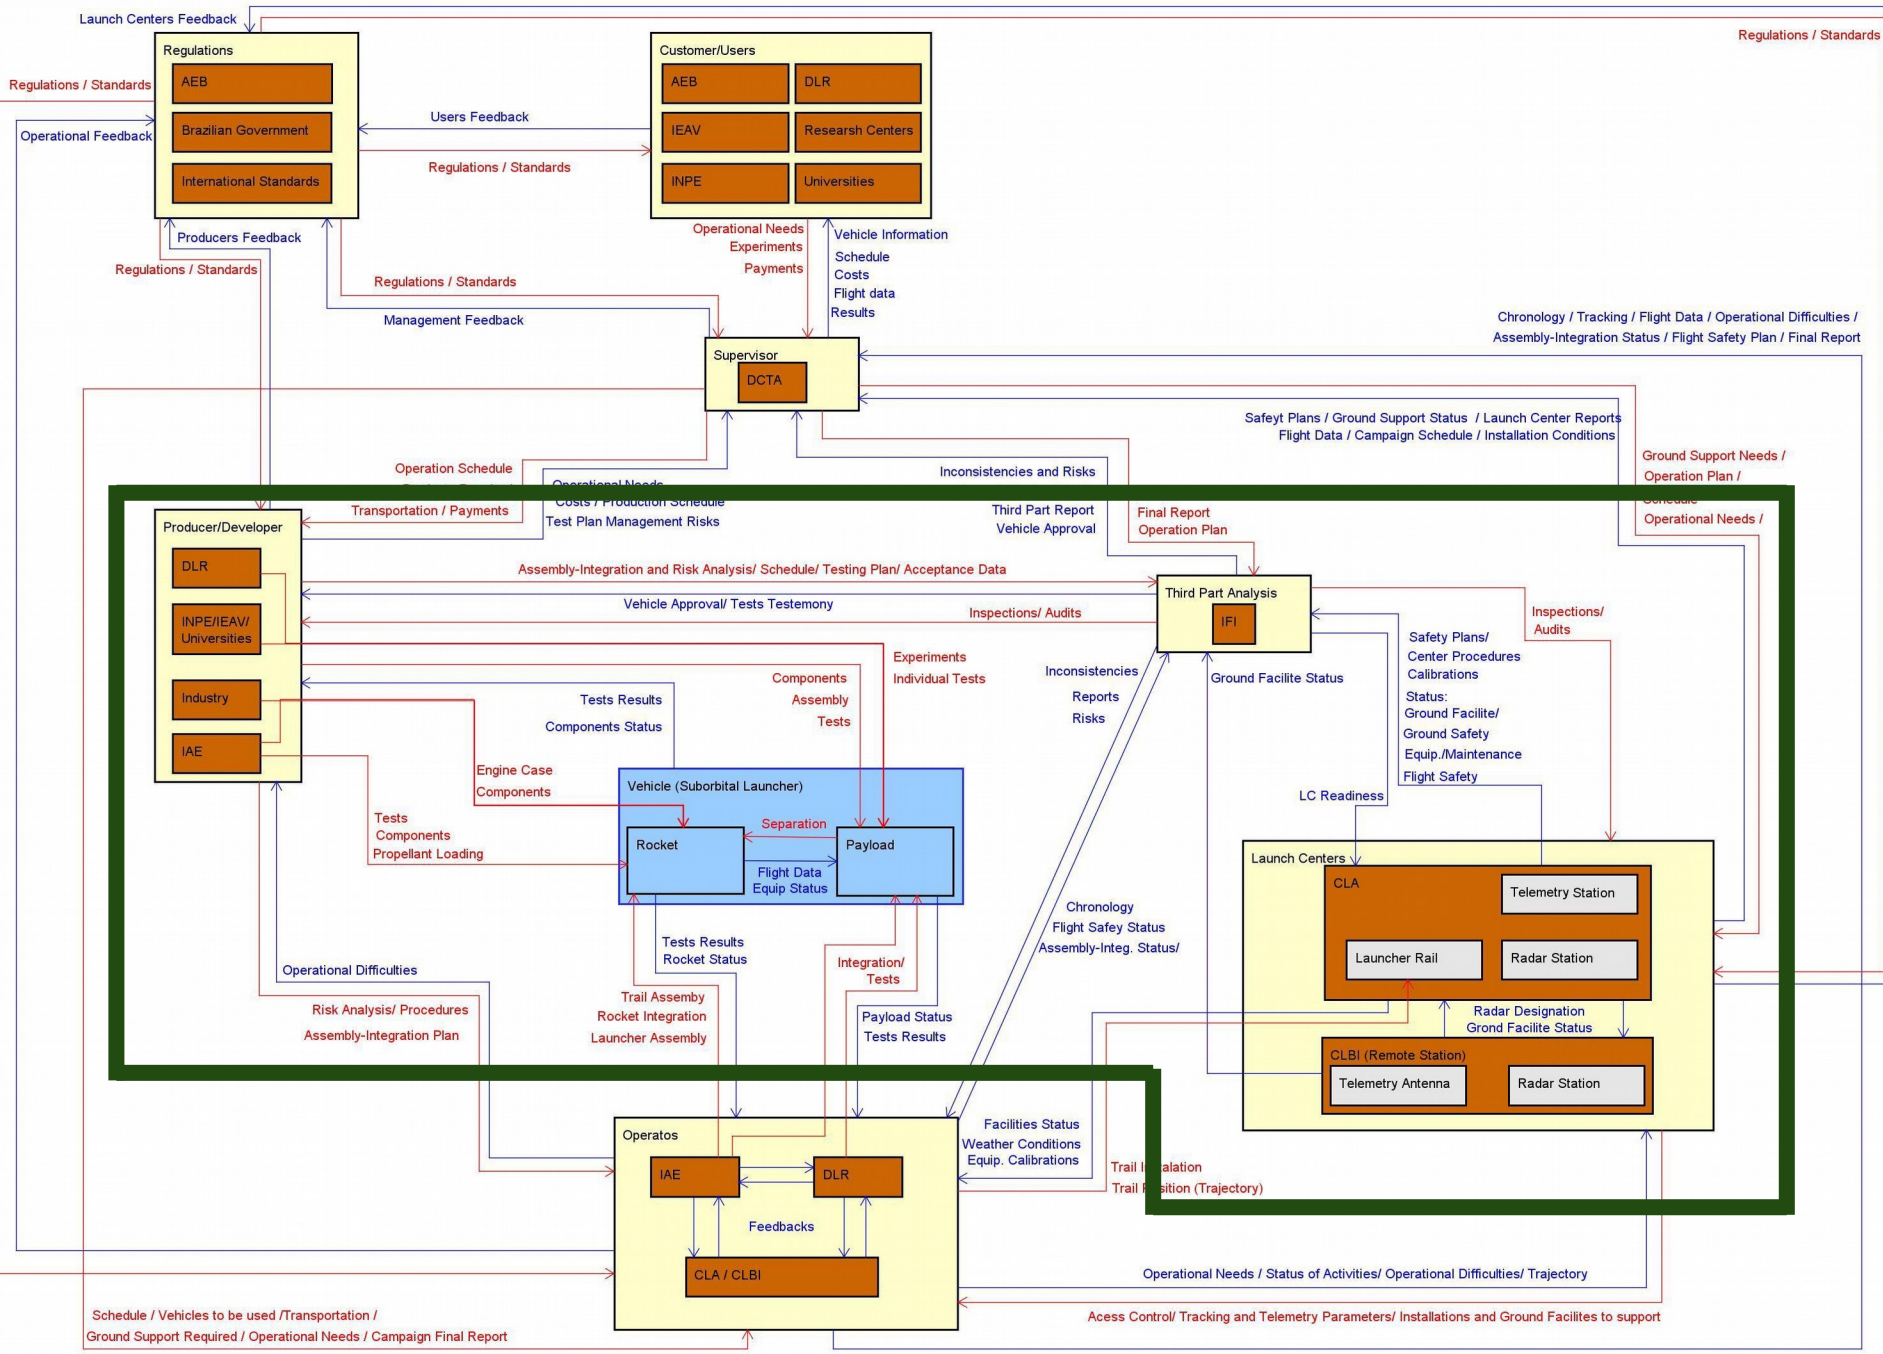 Launch Centers Feedback
Regulations / Standards
Regulations
AEB
Brazilian Government
International Standards
Customer/Users
AEB
DLR
IEAV
Researsh Centers
INPE
Universities
Regulations / Standards
Operational Feedback
Users Feedback
Regulations / Standards
Producers Feedback
Regulations / Standards
Regulations / Standards
Management Feedback
Operational Needs
Experiments
Payments
Vehicle Information
Schedule
Costs
Flight data
Results
Supervisor
DCTA
Chronology / Tracking / Flight Data / Operational Difficulties /
Assembly-Integration Status / Flight Safety Plan / Final Report
Safeyt Plans / Ground Support Status / Launch Center Reports
Flight Data / Campaign Schedule / Installation Conditions
Ground Support Needs /
Operation Plan /
Schedule
Operational Needs /
Operation Schedule
Transportation / Payments
Operational Needs
Costs / Production Schedule
Test Plan Management Risks
Inconsistencies and Risks
Third Part Report
Vehicle Approval
Final Report
Operation Plan
Producer/Developer
DLR
INPE/IEAV/
Universities
Industry
IAE
Assembly-Integration and Risk Analysis/ Schedule/ Testing Plan/ Acceptance Data
Vehicle Approval/ Tests Testemony
Inspections/ Audits
Third Part Analysis
IFI
Inspections/
Audits
Experiments
Individual Tests
Components
Assembly
Tests
Tests Results
Components Status
Inconsistencies
Reports
Risks
Ground Facilite Status
Safety Plans/
Center Procedures
Calibrations
Status:
Ground Facilite/
Ground Safety
Equip./Maintenance
Flight Safety
LC Readiness
Engine Case
Components
Tests
Components
Propellant Loading
Vehicle (Suborbital Launcher)
Rocket
Separation
Flight Data
Equip Status
Payload
Launch Centers
CLA
Telemetry Station
Launcher Rail
Radar Station
Radar Designation
Grond Facilite Status
CLBI (Remote Station)
Telemetry Antenna
Radar Station
Chronology
Flight Safey Status
Assembly-Integ. Status/
Tests Results
Rocket Status
Integration/
Tests
Trail Assemby
Rocket Integration
Launcher Assembly
Payload Status
Tests Results
Operational Difficulties
Risk Analysis/ Procedures
Assembly-Integration Plan
Operatos
IAE
DLR
Feedbacks
CLA / CLBI
Facilities Status
Weather Conditions
Equip. Calibrations
Trail
Trail (Trajectory)
Operational Needs / Status of Activities/ Operational Difficulties/ Trajectory
Acess Control/ Tracking and Telemetry Parameters/ Installations and Ground Facilites to support
Schedule / Vehicles to be used /Transportation /
Ground Support Required / Operational Needs / Campaign Final Report